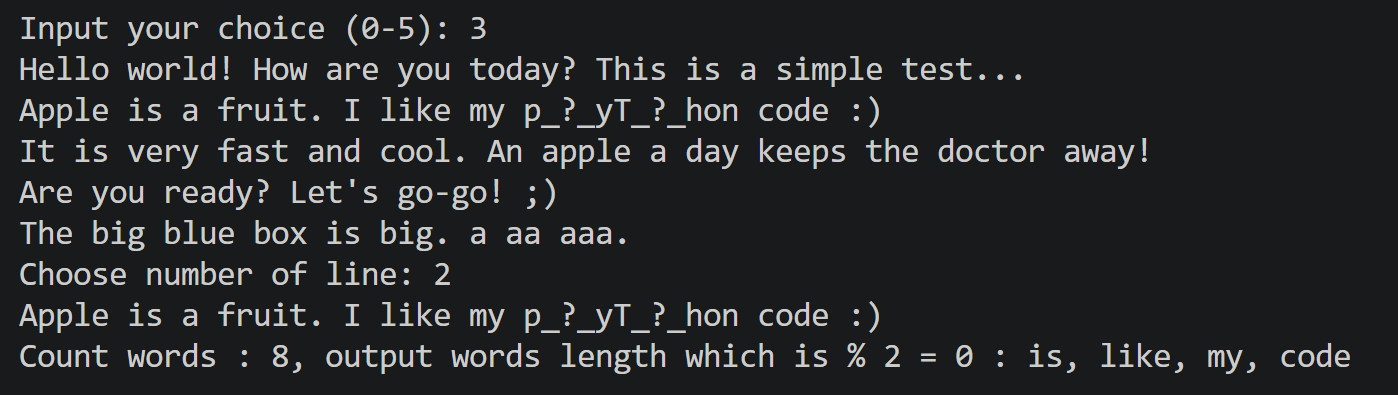 Input your choice (0-5): 3
Hello world! How are you today? This is a simple test...
Apple is a fruit. I like my p_?_yT_?_hon code :)
It is very fast and cool. An apple a day keeps the doctor away!
Are you ready? Let's go-go! ;)
The big blue box is big. a aa aaa.
Choose number of line: 2
Apple is a fruit. I like my p_?_yT_?_hon code :)
Count words : 8, output words length which is % 2 = 0 : is, like, my, code